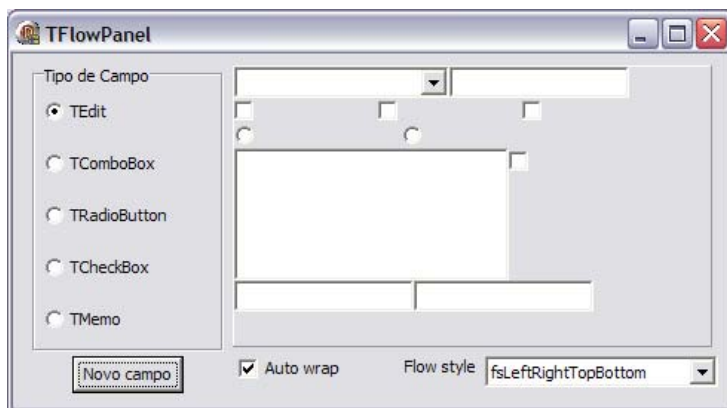 TFlowPanel
Tipo de Campo
TEdit
TComboBox
TRadioButton
TCheckBox
TMemo
Novo campo
Auto wrap
Flow style
fsLeftRightTopBottom